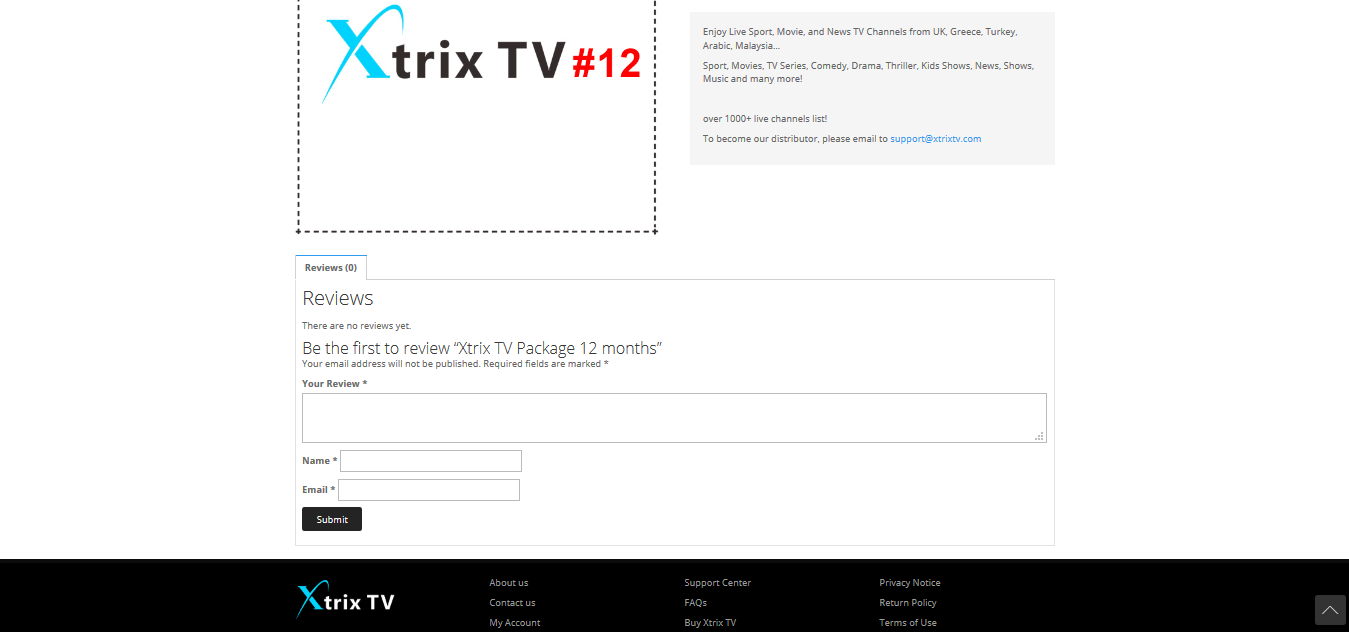 Xtrix TV #12
Enjoy Live Sport, Movie, and News TV Channels from UK, Greece, Turkey,
Arabic, Malaysia...
Sport, Movies, TV Series, Comedy, Drama, Thriller, Kids Shows, News, Shows,
Music and many more!
over 1000+ live channels list!
To become our distributor, please email to support@xtrixtv.com
Reviews (0)
Reviews
There are no reviews yet.
Be the first to review “Xtrix TV Package 12 months”
Your email address will not be published. Required fields are marked *
Your Review *
Name *
Email *
Submit
Xtrix TV
About us
Contact us
My Account
Support Center
FAQs
Buy Xtrix TV
Privacy Notice
Return Policy
Terms of Use